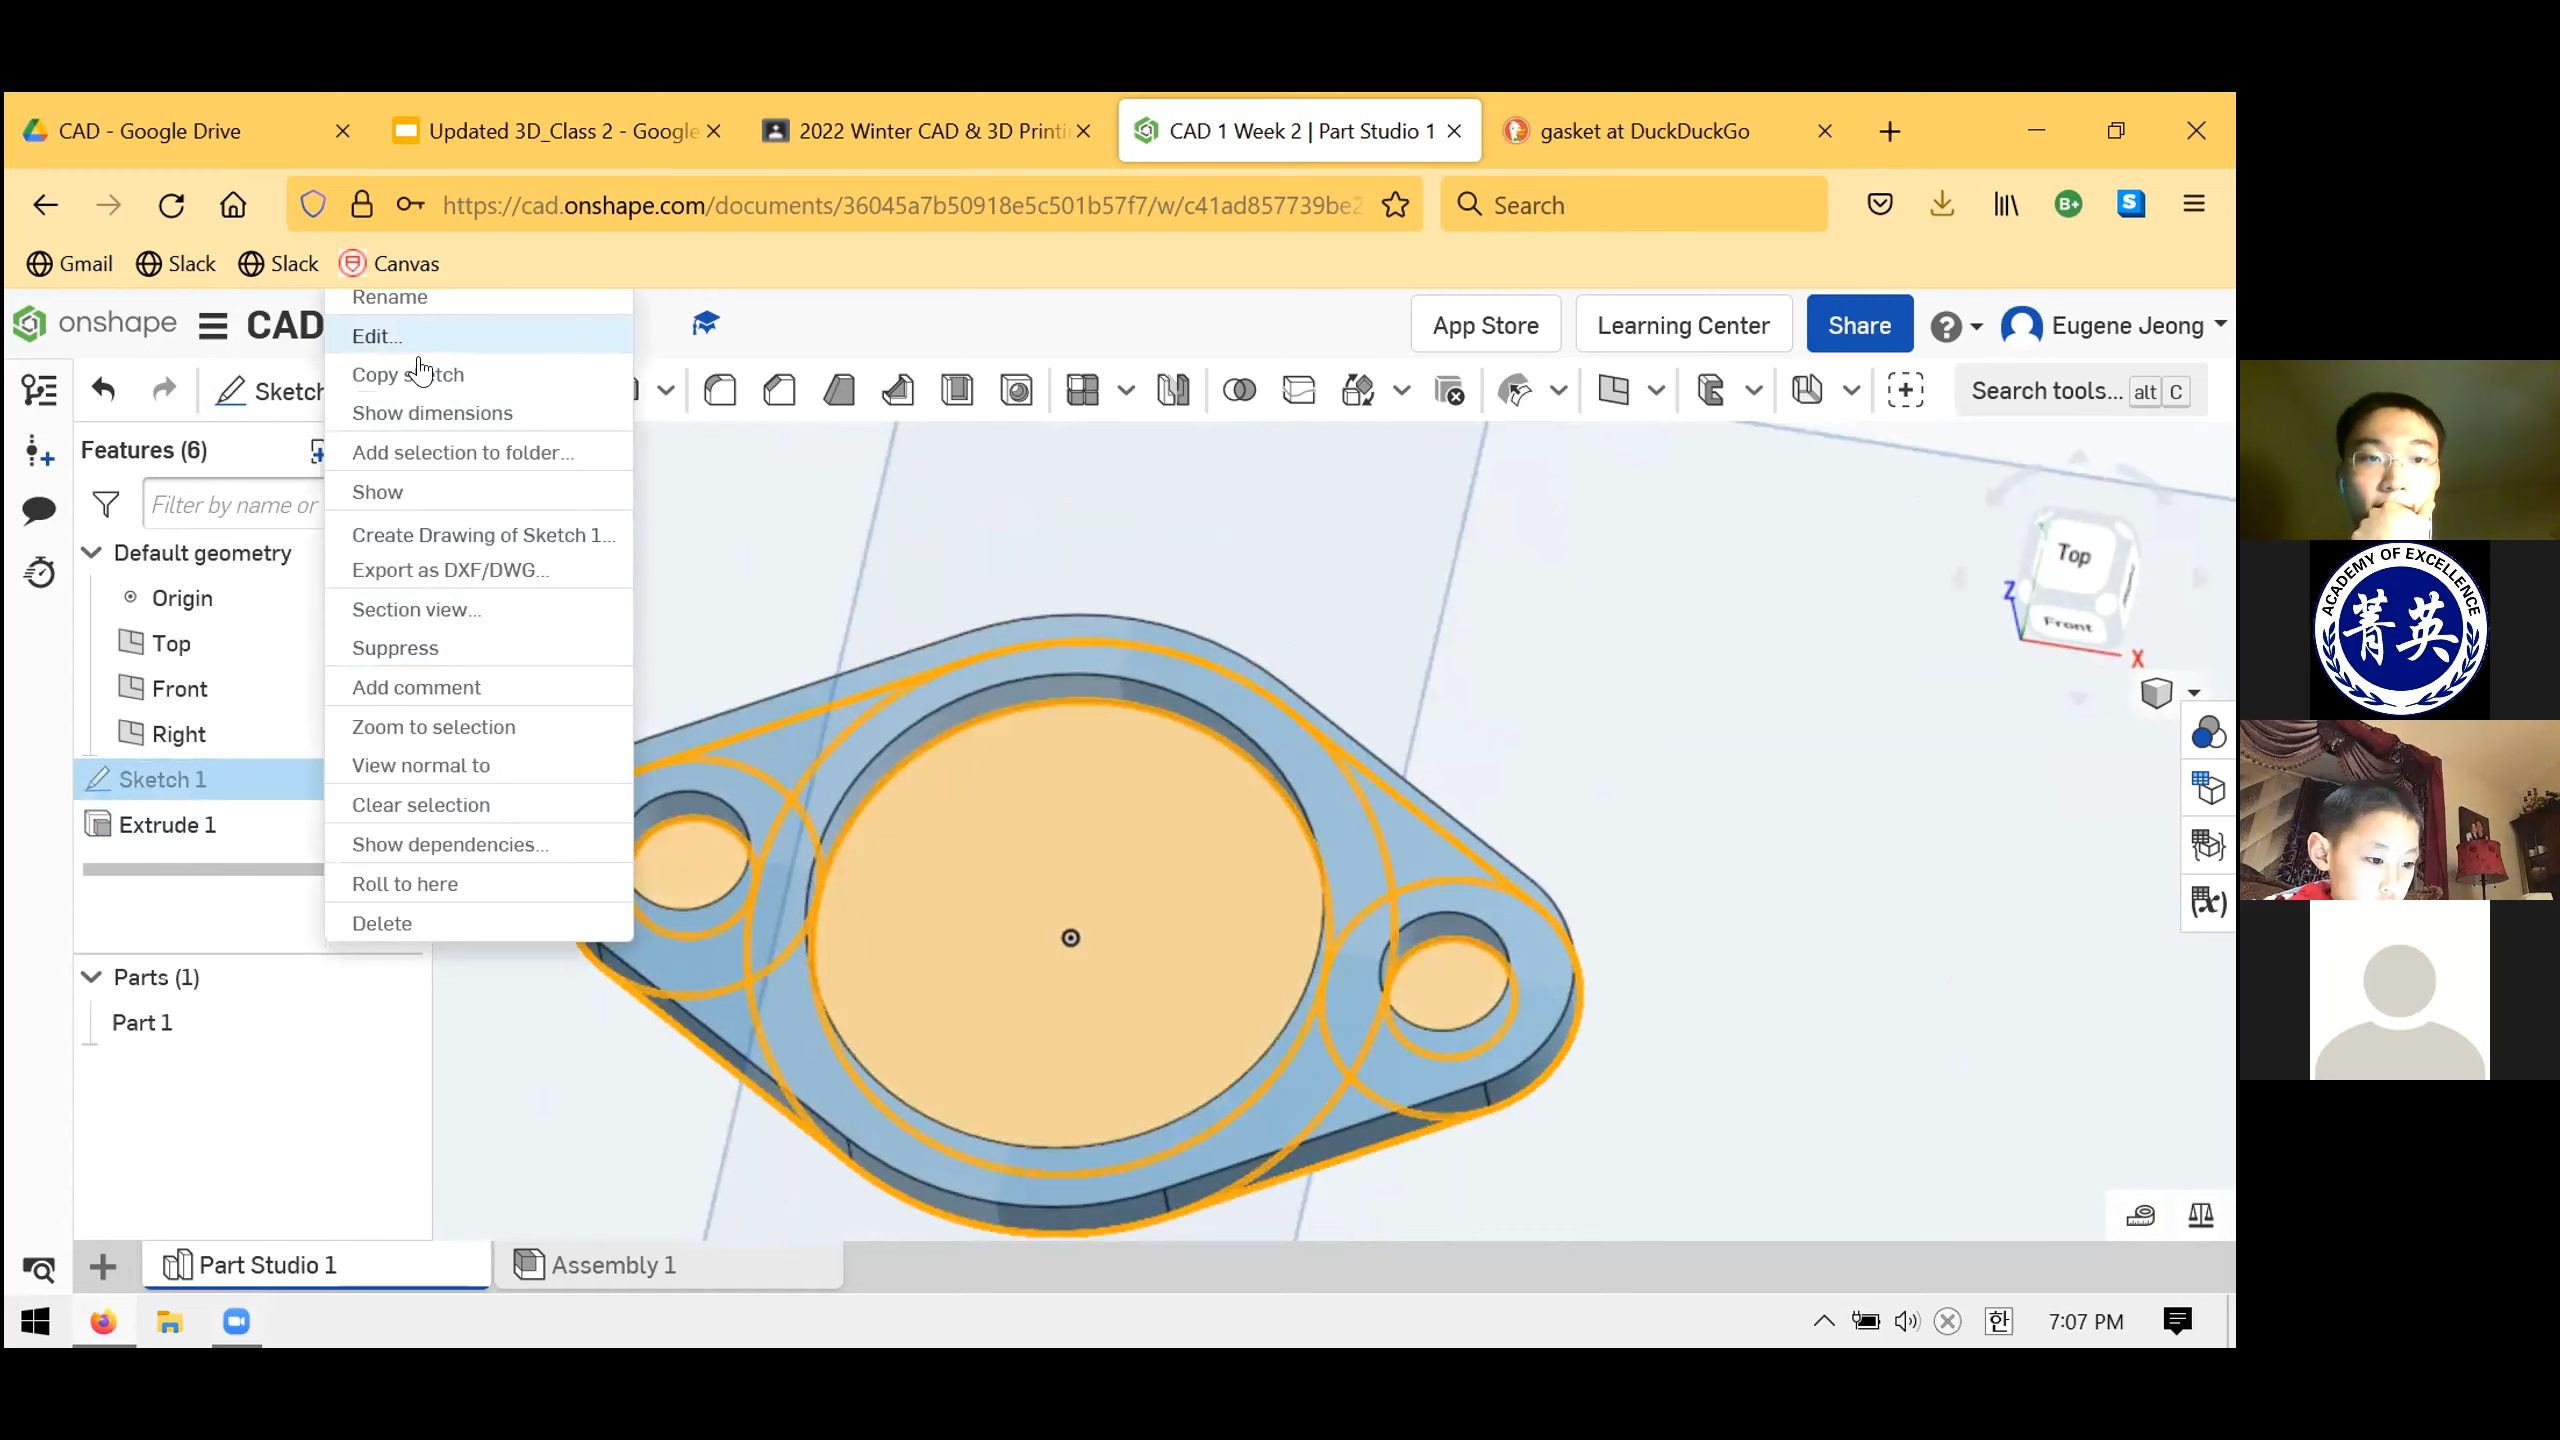 CAD - Google Drive
Updated 3D_Class 2 - Google
2022 Winter CAD & 3D Printi
CAD 1 Week 2 | Part Studio 1
gasket at DuckDuckGo
https://cad.onshape.com/documents/36045a7b50918e5c501b57f7/w/c41ad857739be2
Search
B+
S
Gmail
Slack
Slack
Canvas
onshape
CAD
App Store
Learning Center
Share
Eugene Jeong
Sketch
Search tools...
alt
C
Rename
Edit...
Copy sketch
Show dimensions
Add selection to folder...
Show
Create Drawing of Sketch 1...
Export as DXF/DWG...
Section view...
Suppress
Add comment
Zoom to selection
View normal to
Clear selection
Show dependencies...
Roll to here
Delete
Features (6)
Filter by name or
Default geometry
Origin
Top
Front
Right
Sketch 1
Extrude 1
Parts (1)
Part 1
Top
Front
Z
X
(x)
Part Studio 1
Assembly 1
한
7:07 PM
ACADEMY OF EXCELLENCE
菁英